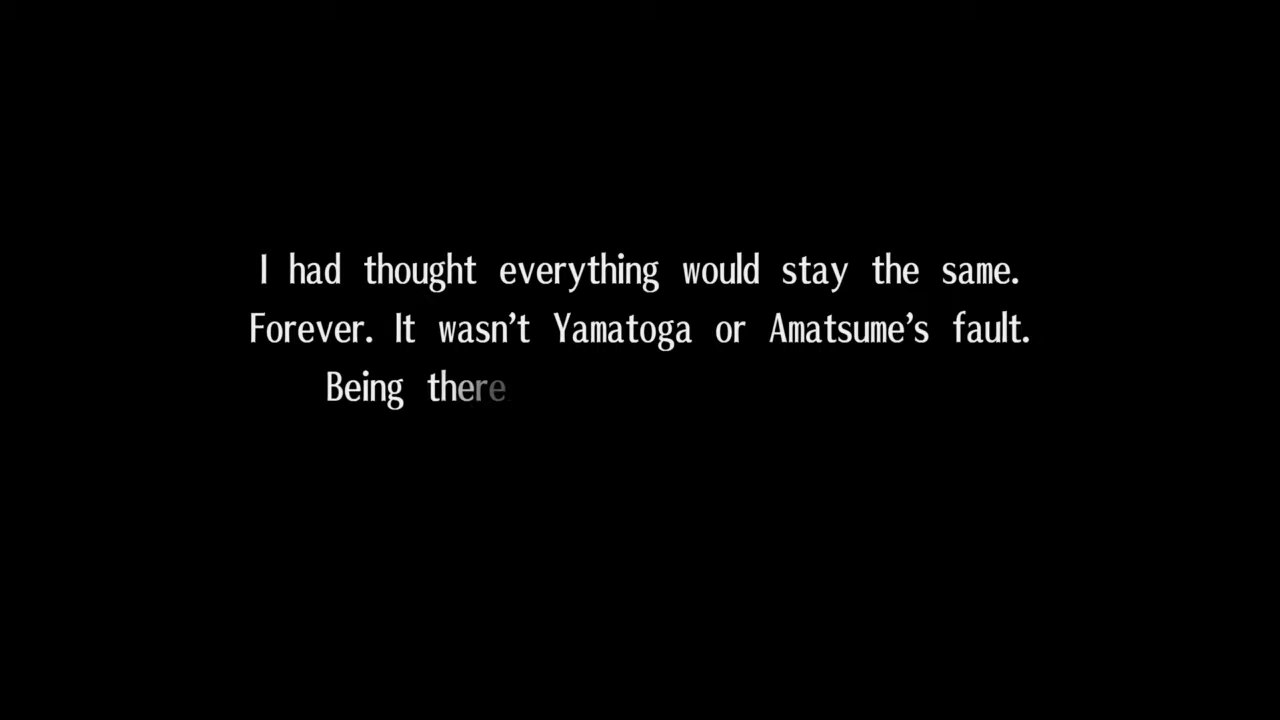 I had thought everything would stay the same.
Forever. It wasn't Yamatoga or Amatsume's fault.
Being there